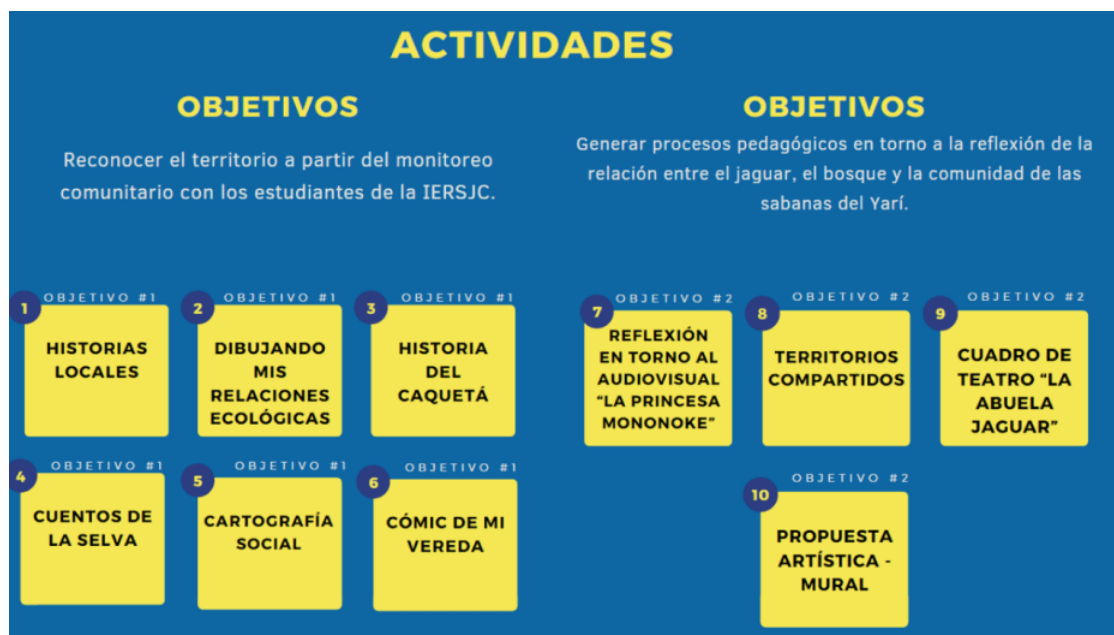 ACTIVIDADES
OBJETIVOS
Reconocer el territorio a partir del monitoreo
comunitario con los estudiantes de la IERSJC.
OBJETIVOS
Generar procesos pedagógicos en torno a la reflexión de la
relación entre el jaguar, el bosque y la comunidad de las
sabanas del Yarí.
OBJETIVO #1
1
HISTORIAS
LOCALES
OBJETIVO #1
2
DIBUJANDO
MIS
RELACIONES
ECOLÓGICAS
OBJETIVO #1
3
HISTORIA
DEL
CAQUETÁ
OBJETIVO #1
4
CUENTOS DE
LA SELVA
OBJETIVO #1
5
CARTOGRAFÍA
SOCIAL
OBJETIVO #1
6
CÓMIC DE MI
VEREDA
OBJETIVO #2
7
REFLEXIÓN
EN TORNO AL
AUDIOVISUAL
“LA PRINCESA
MONONOKE”
OBJETIVO #2
8
TERRITORIOS
COMPARTIDOS
OBJETIVO #2
9
CUADRO DE
TEATRO “LA
ABUELA
JAGUAR”
OBJETIVO #2
10
PROPUESTA
ARTÍSTICA -
MURAL